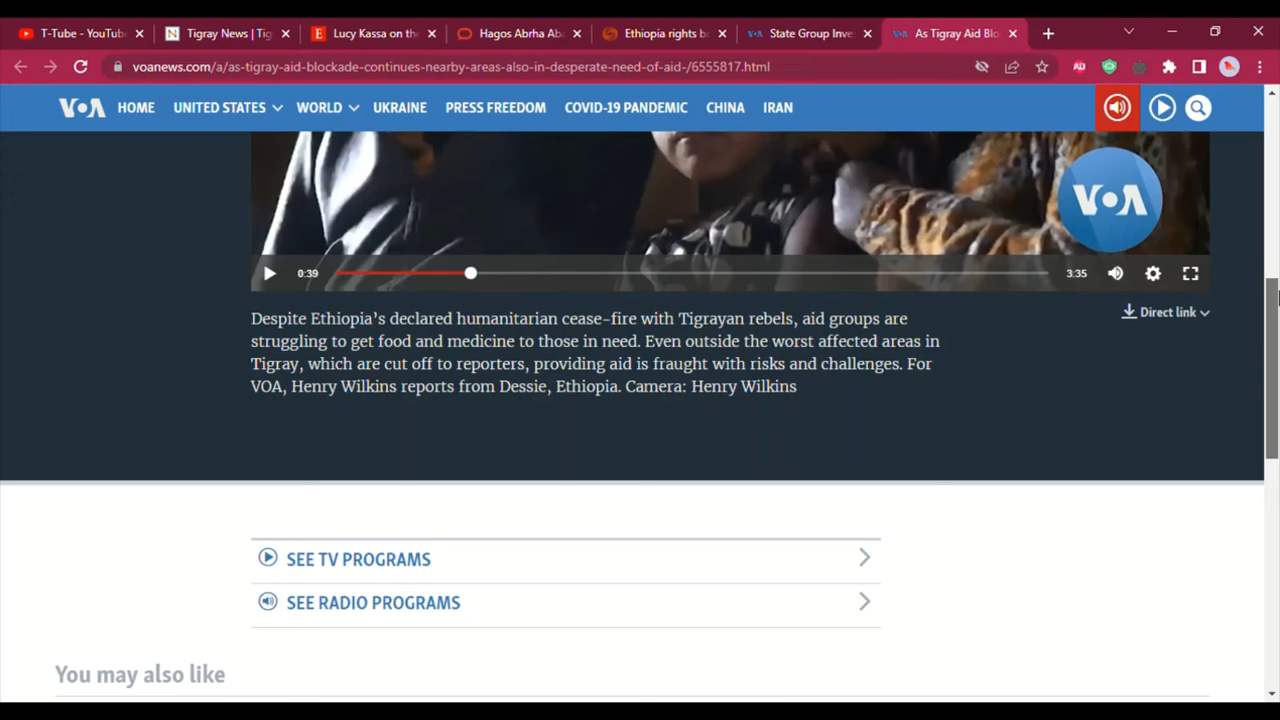 T-Tube - YouTube
Tigray News | Tig
Lucy Kassa on the
Hagos Abrha Aba
Ethiopia rights bo
State Group Inves
As Tigray Aid Blo
voanews.com/a/as-tigray-aid-blockade-continues-nearby-areas-also-in-desperate-need-of-aid-/6555817.html
VOA HOME UNITED STATES WORLD UKRAINE PRESS FREEDOM COVID-19 PANDEMIC CHINA IRAN
VOA
0:39 3:35
Direct link
Despite Ethiopia’s declared humanitarian cease-fire with Tigrayan rebels, aid groups are
struggling to get food and medicine to those in need. Even outside the worst affected areas in
Tigray, which are cut off to reporters, providing aid is fraught with risks and challenges. For
VOA, Henry Wilkins reports from Dessie, Ethiopia. Camera: Henry Wilkins
SEE TV PROGRAMS
SEE RADIO PROGRAMS
You may also like